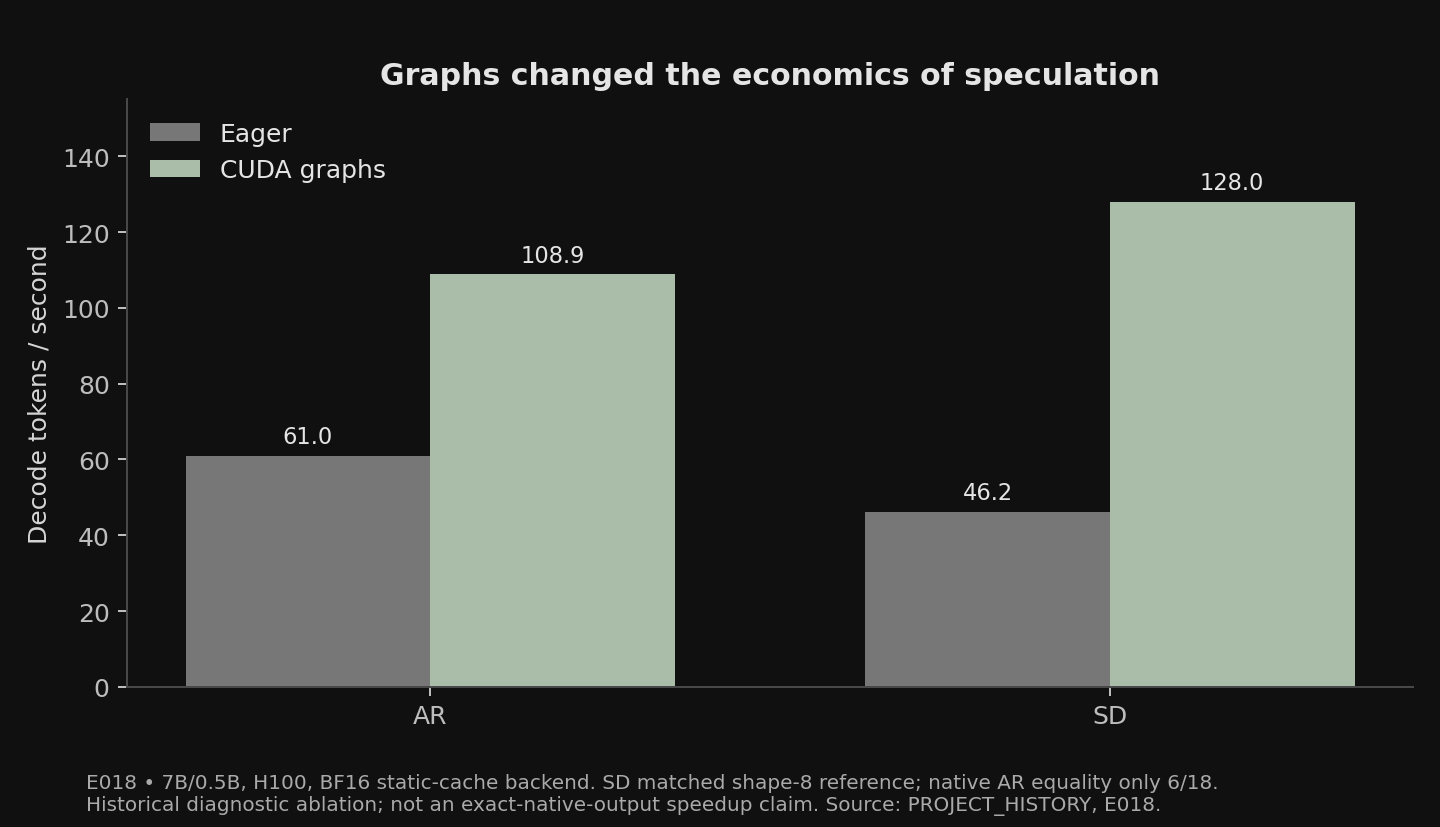 Graphs changed the economics of speculation
Eager
CUDA graphs
Decode tokens / second
140
120
100
80
60
40
20
0
61.0
108.9
46.2
128.0
AR
SD
E018 • 7B/0.5B, H100, BF16 static-cache backend. SD matched shape-8 reference; native AR equality only 6/18.
Historical diagnostic ablation; not an exact-native-output speedup claim. Source: PROJECT_HISTORY, E018.